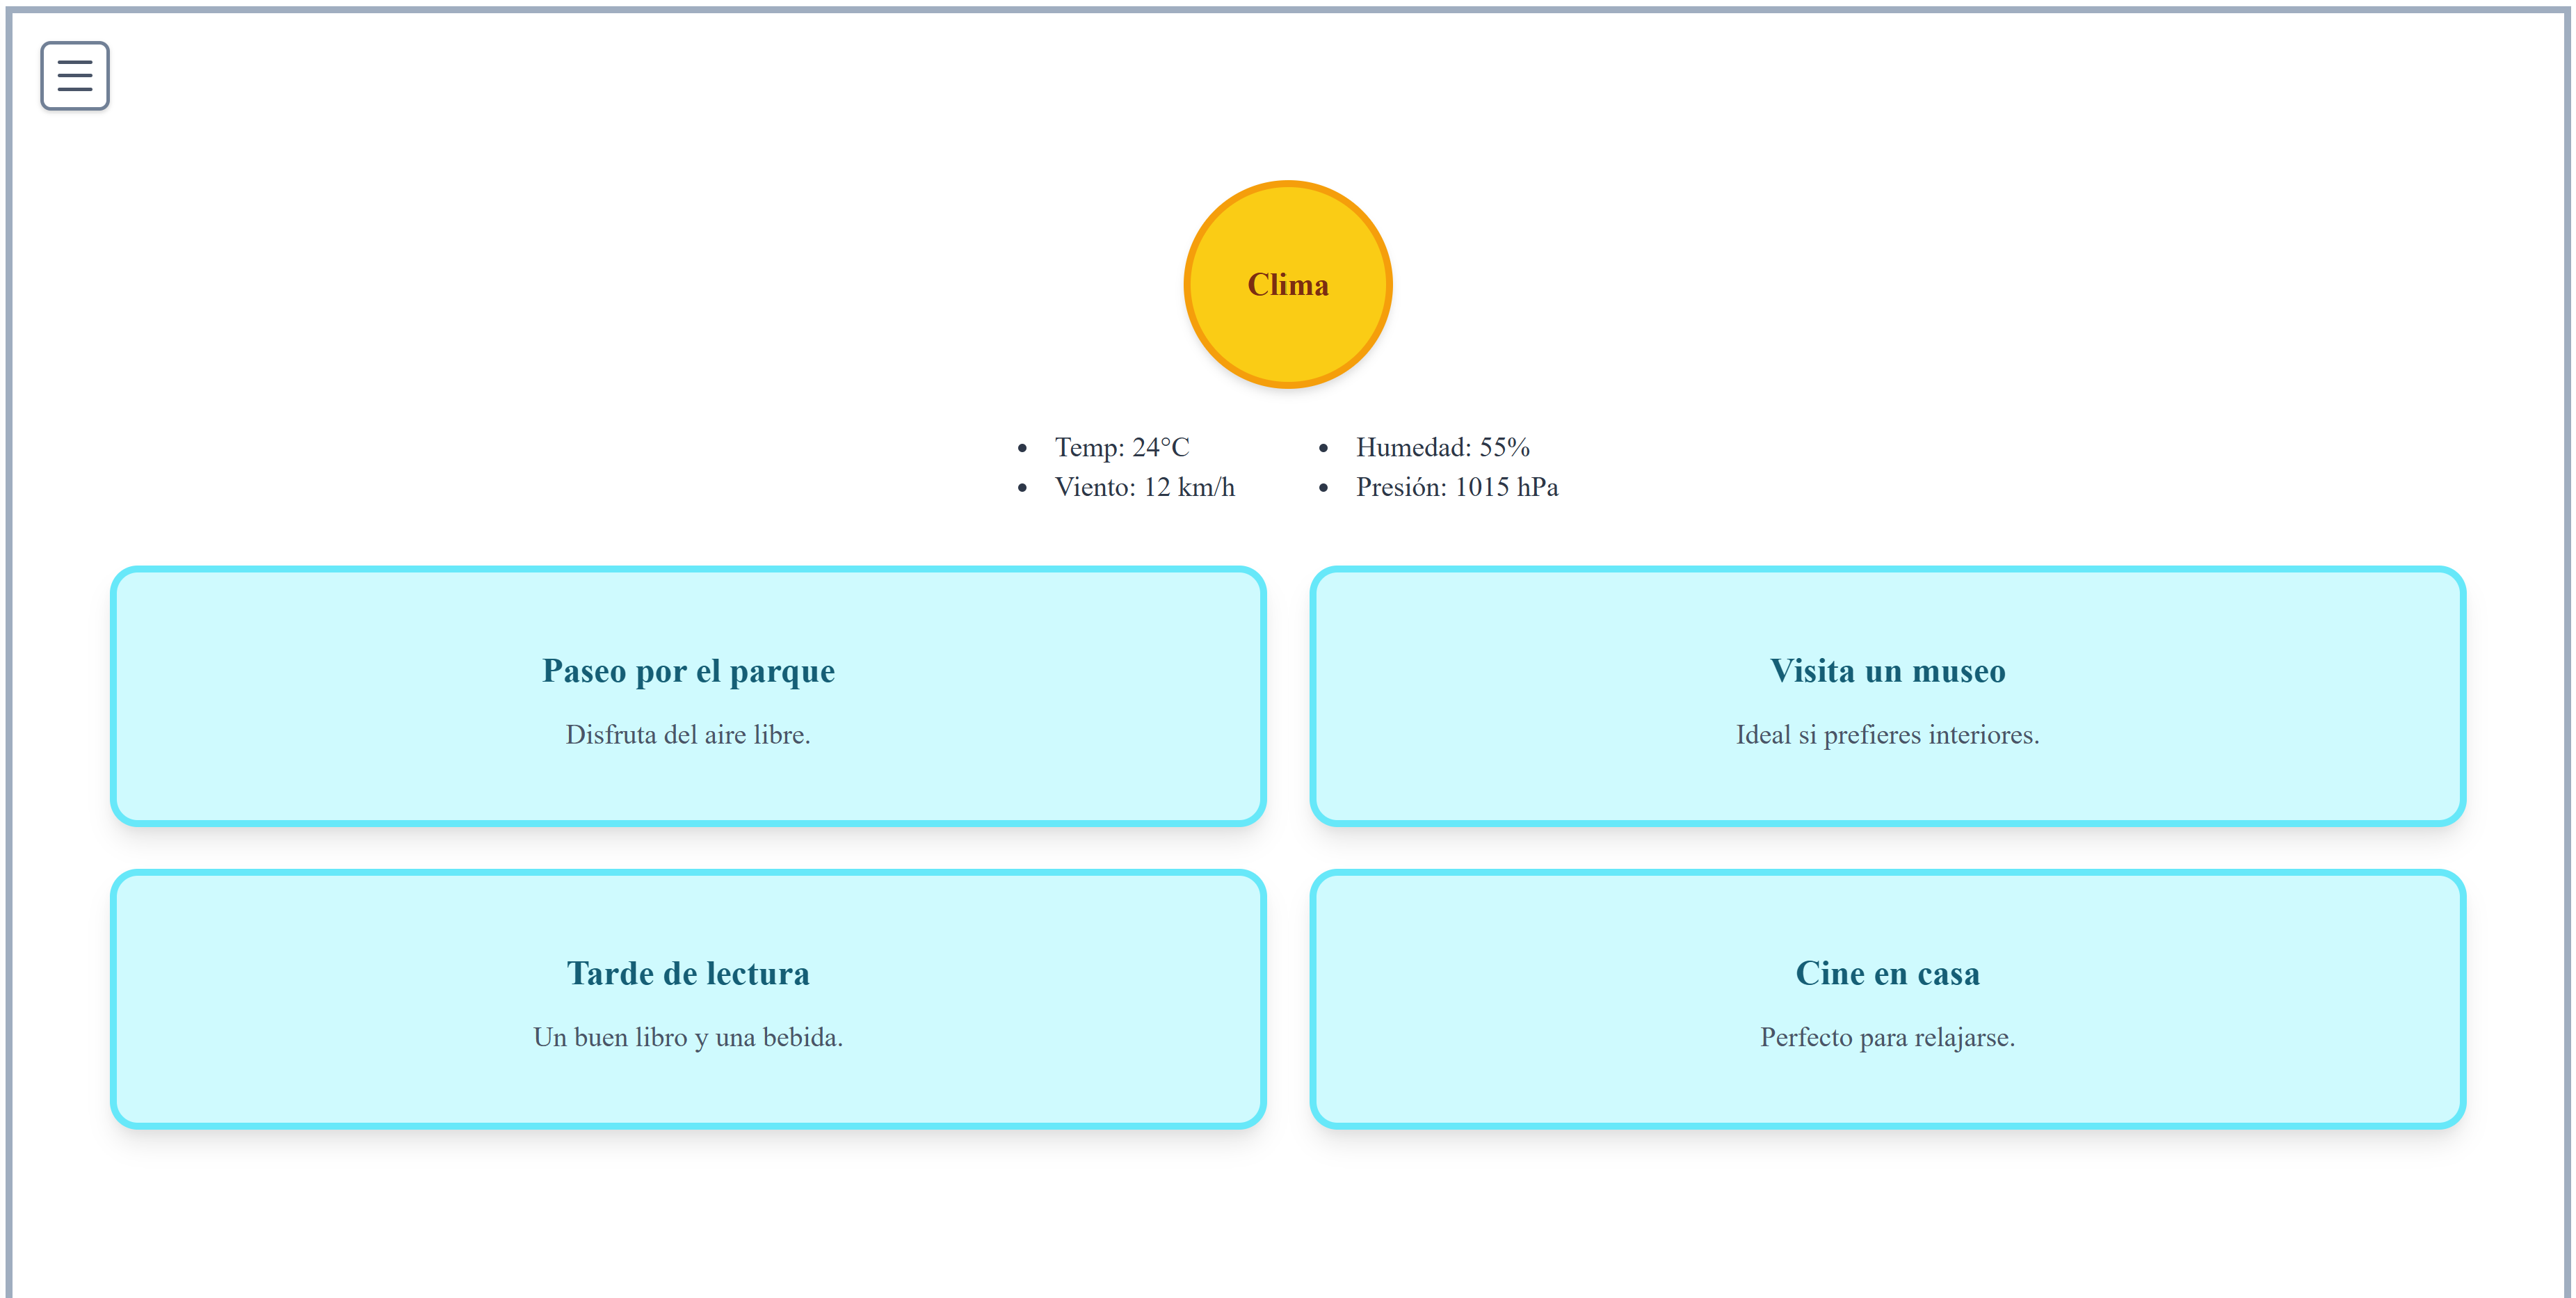 Clima
• Temp: 24°C
• Humedad: 55%
• Viento: 12 km/h
• Presión: 1015 hPa
Paseo por el parque
Disfruta del aire libre.
Visita un museo
Ideal si prefieres interiores.
Tarde de lectura
Un buen libro y una bebida.
Cine en casa
Perfecto para relajarse.